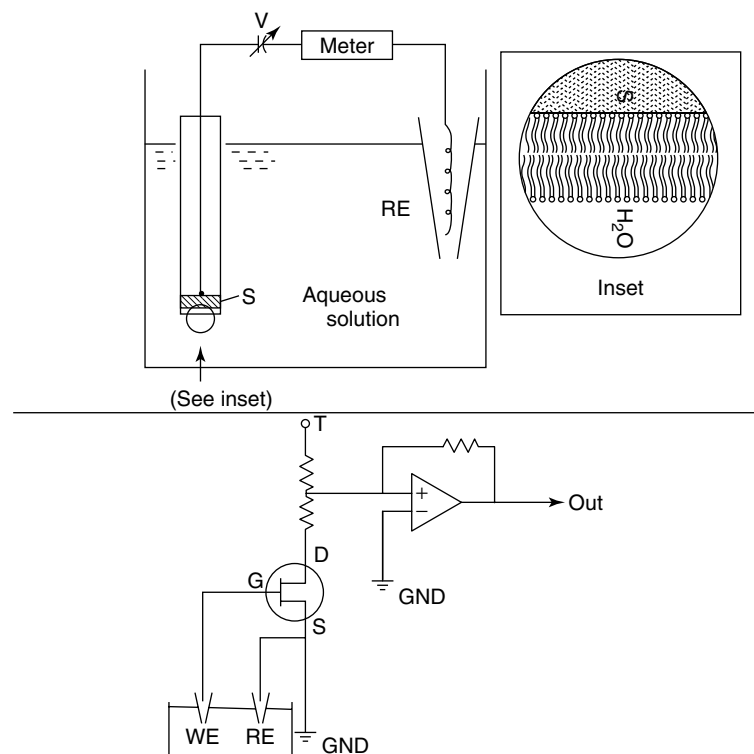 V
Meter
S
RE
S
Aqueous
solution
H₂O
Inset
(See inset)
T
+
−
Out
D
G
GND
S
WE
RE
GND